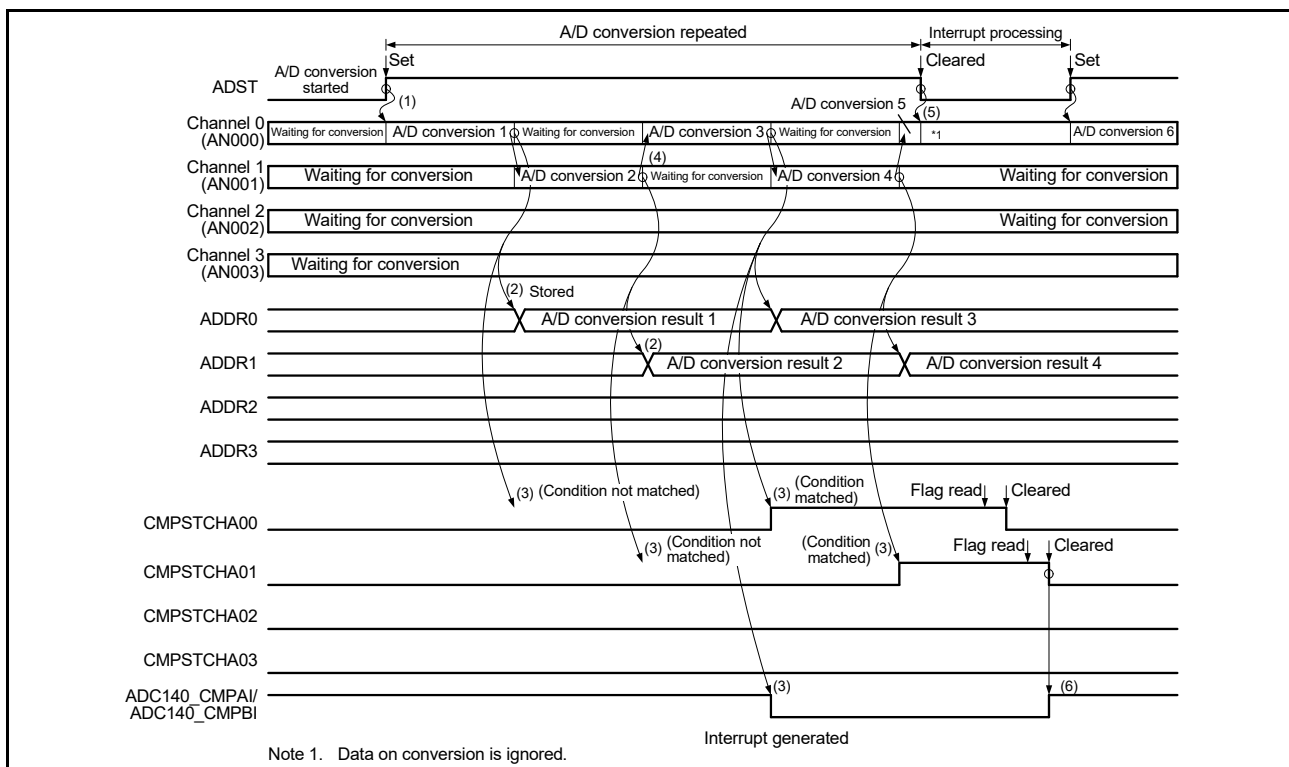 A/D conversion repeated
Interrupt processing
Set
Cleared
Set
A/D conversion
started
ADST
(1)
A/D conversion 5
(5)
Channel 0
(AN000)
Waiting for conversion
A/D conversion 1
Waiting for conversion
A/D conversion 3
Waiting for conversion
*1
A/D conversion 6
(4)
Channel 1
(AN001)
Waiting for conversion
A/D conversion 2
Waiting for conversion
A/D conversion 4
Waiting for conversion
Channel 2
(AN002)
Waiting for conversion
Waiting for conversion
Channel 3
(AN003)
Waiting for conversion
(2) Stored
ADDR0
A/D conversion result 1
A/D conversion result 3
(2)
ADDR1
A/D conversion result 2
A/D conversion result 4
ADDR2
ADDR3
(3) (Condition not matched)
(3) (Condition
matched)
Flag read
Cleared
CMPSTCHA00
(3) (Condition not
matched)
(Condition
matched) (3)
Flag read
Cleared
CMPSTCHA01
CMPSTCHA02
CMPSTCHA03
ADC140_CMPAI/
ADC140_CMPBI
(3)
(6)
Interrupt generated
Note 1. Data on conversion is ignored.